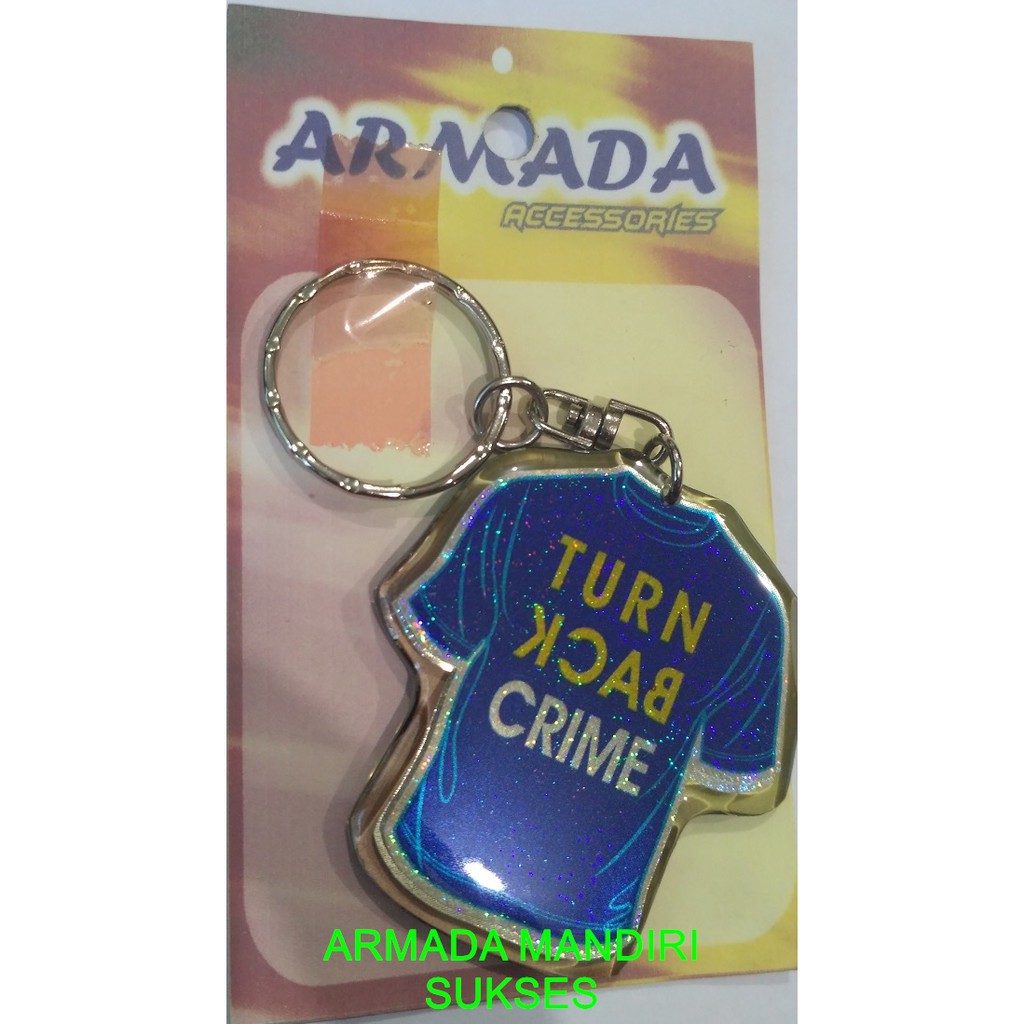 ARMADA
ACCESSORIES
TURN
BACK
CRIME
ARMADA MANDIRI
SUKSES